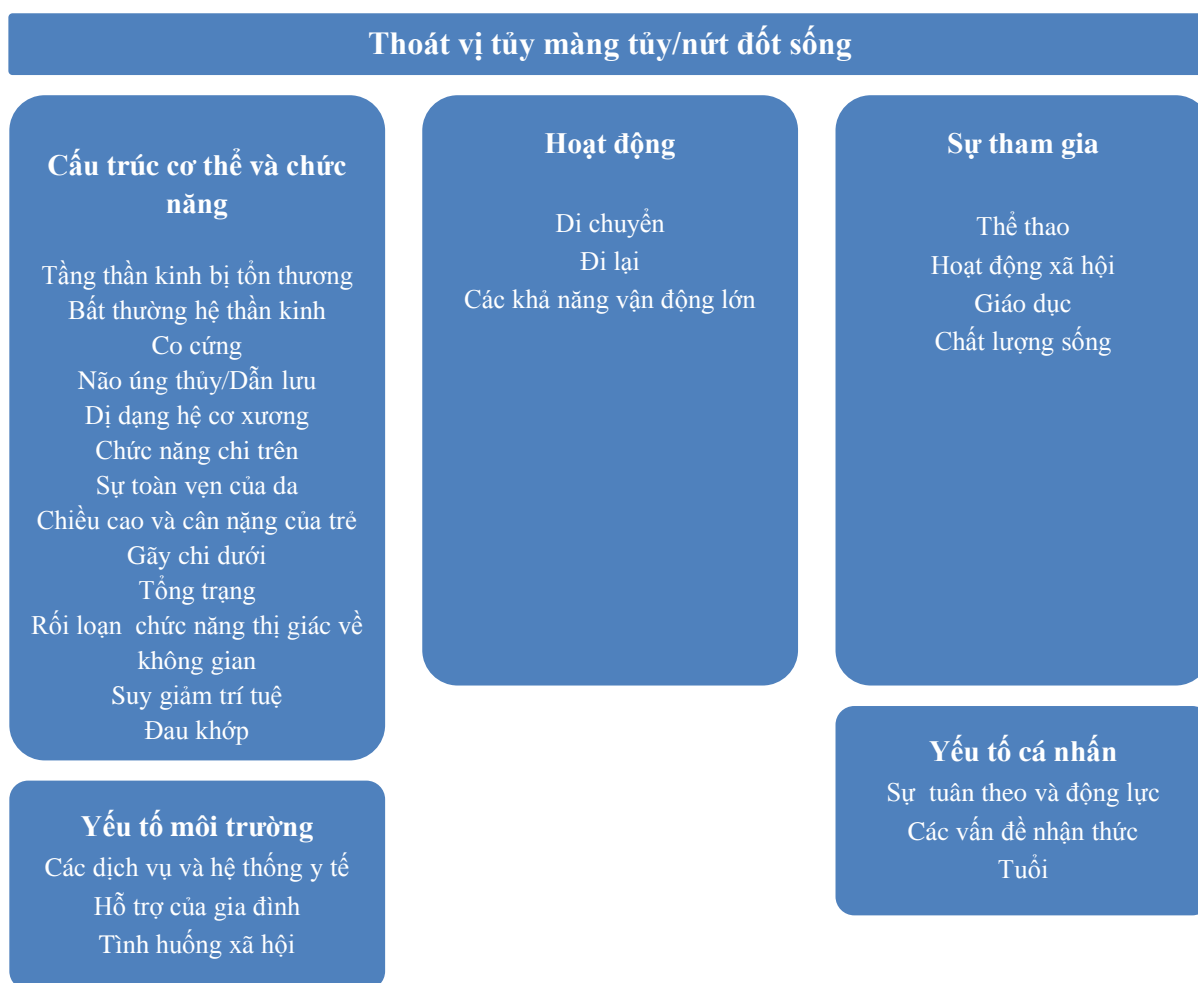 Thoát vị tủy màng tủy/nứt đốt sống
Cấu trúc cơ thể và chức
năng
Tầng thần kinh bị tổn thương
Bất thường hệ thần kinh
Co cứng
Não úng thủy/Dẫn lưu
Dị dạng hệ cơ xương
Chức năng chi trên
Sự toàn vẹn của da
Chiều cao và cân nặng của trẻ
Gãy chi dưới
Tổng trạng
Rối loạn chức năng thị giác về
không gian
Suy giảm trí tuệ
Đau khớp
Hoạt động
Di chuyển
Đi lại
Các khả năng vận động lớn
Sự tham gia
Thể thao
Hoạt động xã hội
Giáo dục
Chất lượng sống
Yếu tố môi trường
Các dịch vụ và hệ thống y tế
Hỗ trợ của gia đình
Tình huống xã hội
Yếu tố cá nhấn
Sự tuân theo và động lực
Các vấn đề nhận thức
Tuổi